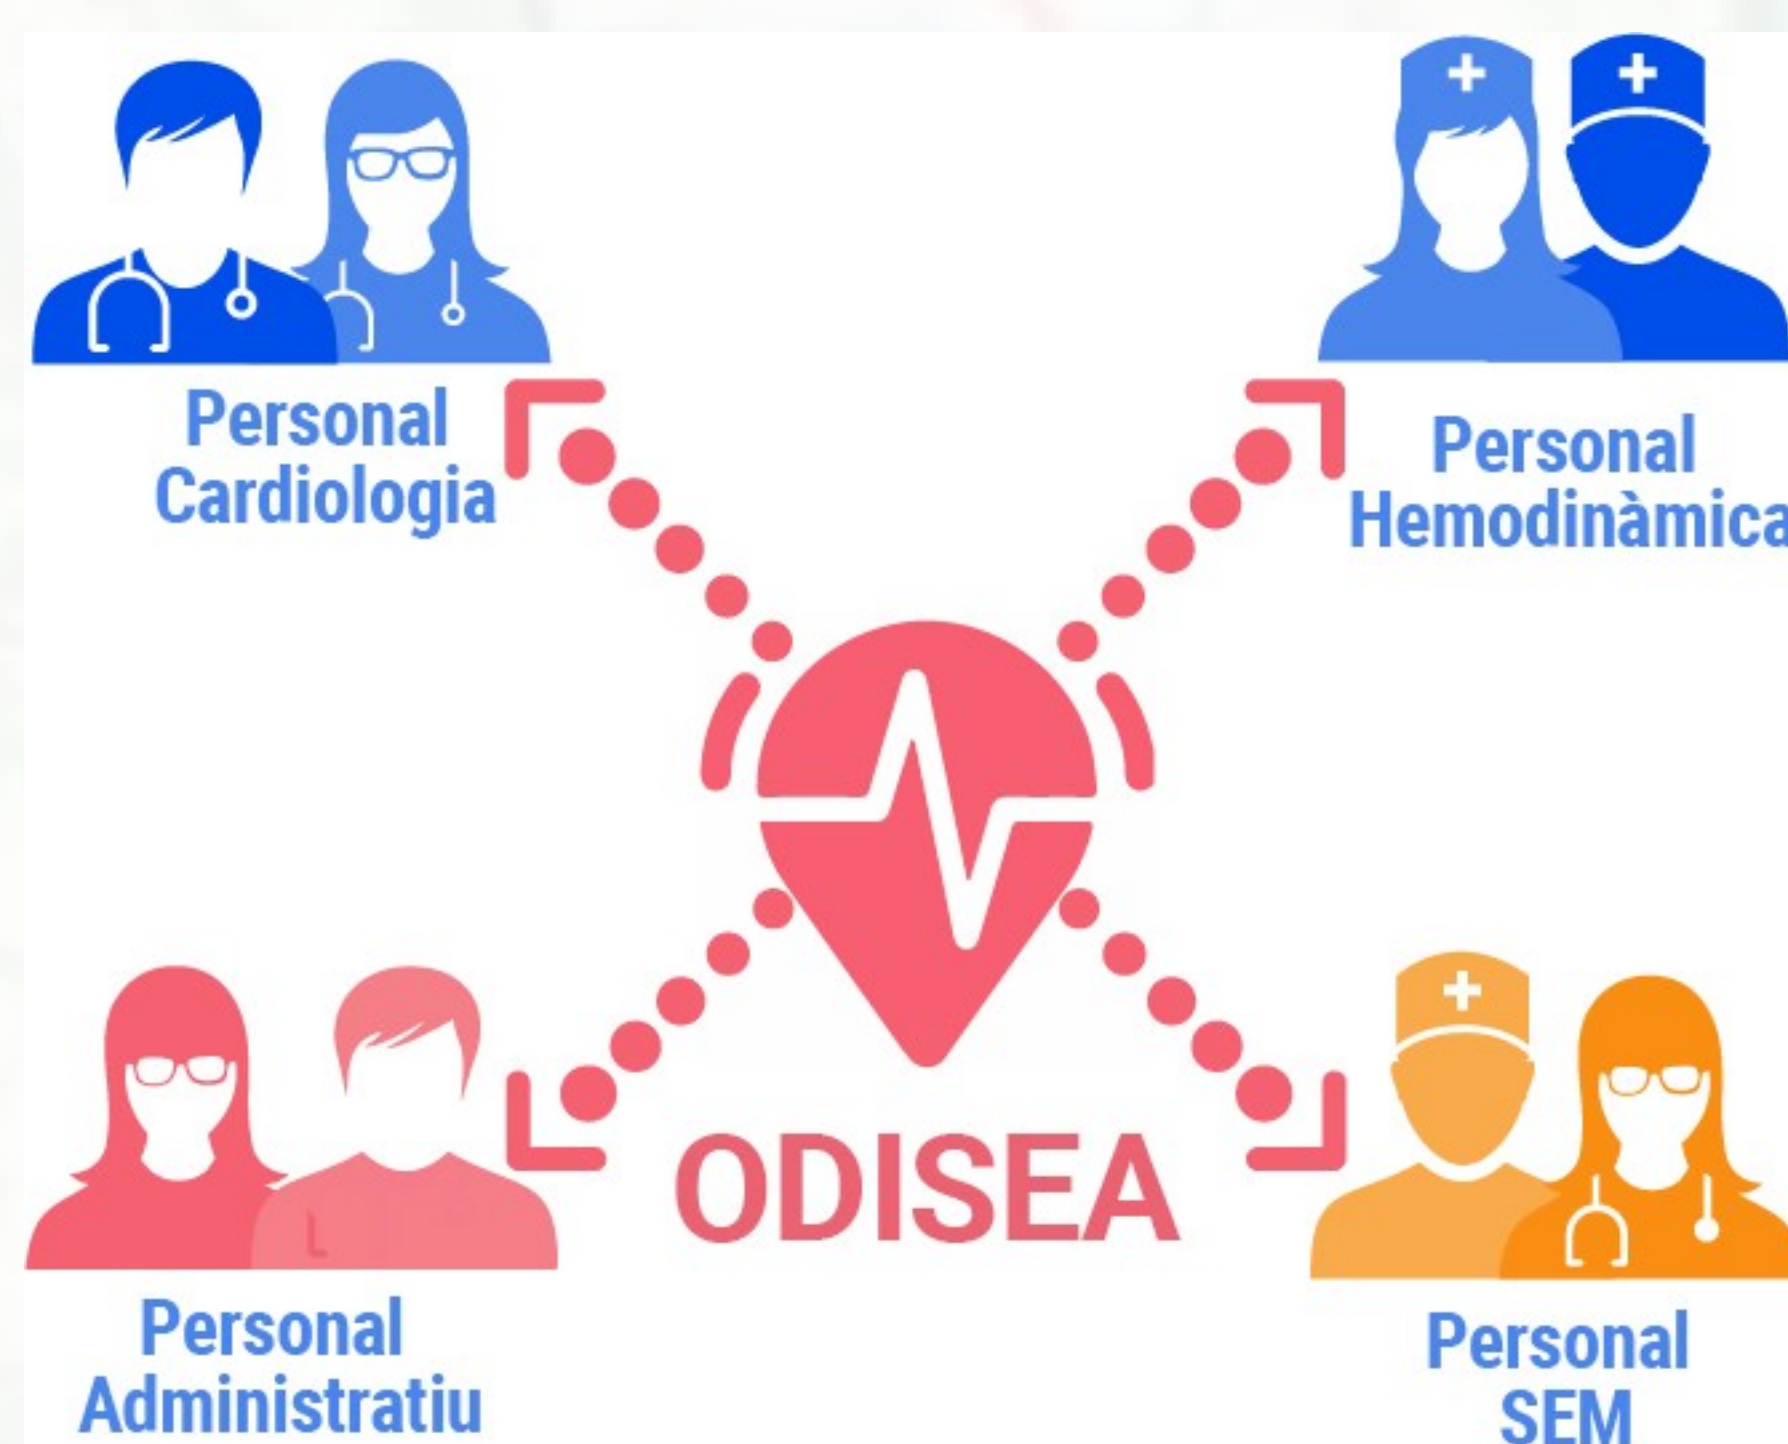 Personal
Cardiologia
Personal
Hemodinàmica
ODISEA
Personal
Administratiu
Personal
SEM